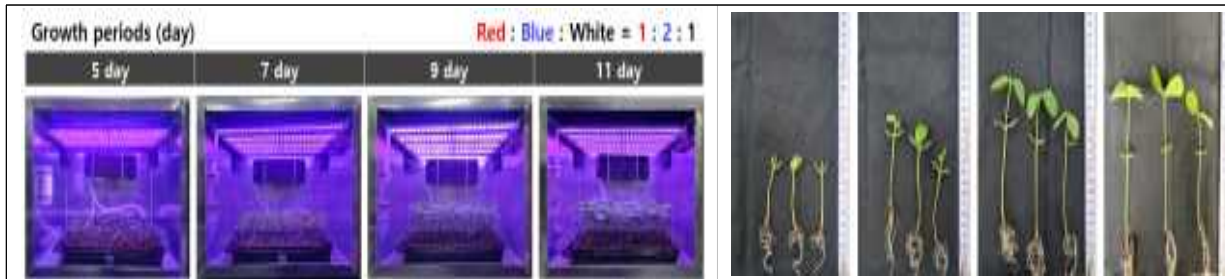 Growth periods (day) Red : Blue : White = 1 : 2 : 1
5 day 7 day 9 day 11 day